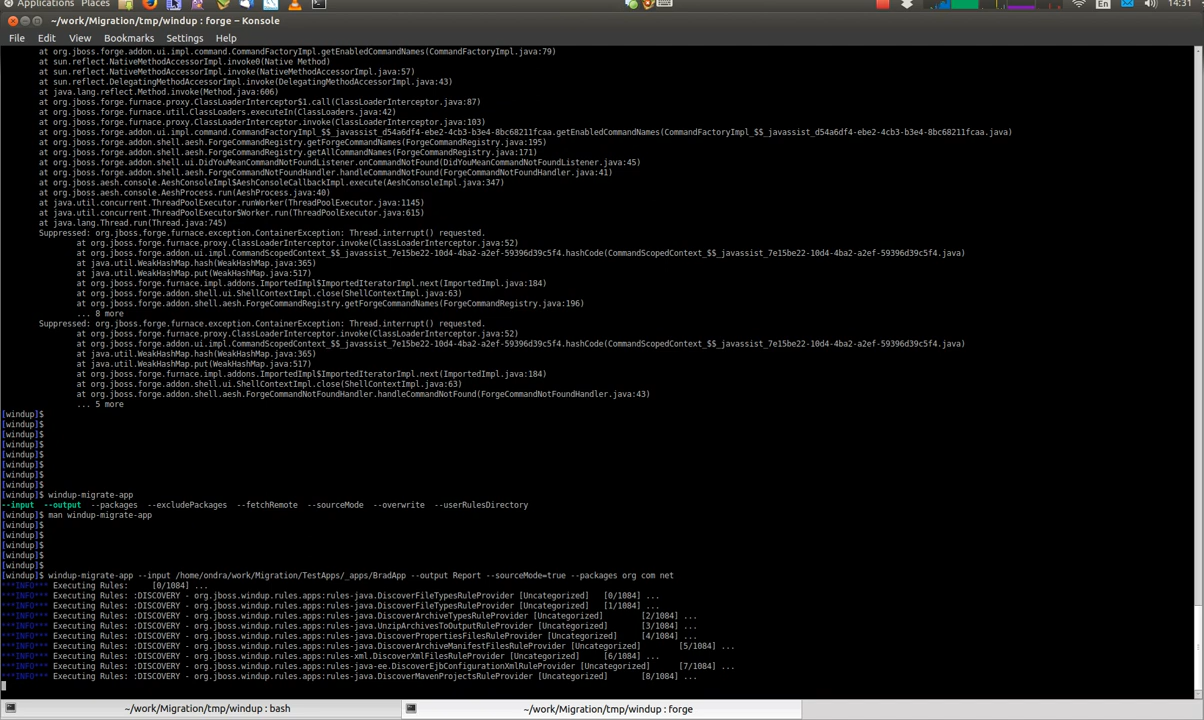 Applications Places En 14:31
~/work/Migration/tmp/windup : forge – Konsole
File Edit View Bookmarks Settings Help
at org.jboss.forge.addon.ui.impl.command.CommandFactoryImpl.getEnabledCommandNames(CommandFactoryImpl.java:79)
at sun.reflect.NativeMethodAccessorImpl.invoke0(Native Method)
at sun.reflect.NativeMethodAccessorImpl.invoke(NativeMethodAccessorImpl.java:57)
at sun.reflect.DelegatingMethodAccessorImpl.invoke(DelegatingMethodAccessorImpl.java:43)
at java.lang.reflect.Method.invoke(Method.java:606)
at org.jboss.forge.furnace.proxy.ClassLoaderInterceptor$1.call(ClassLoaderInterceptor.java:87)
at org.jboss.forge.furnace.util.ClassLoaders.executeIn(ClassLoaders.java:42)
at org.jboss.forge.furnace.proxy.ClassLoaderInterceptor.invoke(ClassLoaderInterceptor.java:103)
at org.jboss.forge.addon.ui.impl.command.CommandFactoryImpl_$$_javassist_d54a6df4-ebe2-4cb3-b3e4-8bc68211fcaa.getEnabledCommandNames(CommandFactoryImpl_$$_javassist_d54a6df4-ebe2-4cb3-b3e4-8bc68211fcaa.java)
at org.jboss.forge.addon.shell.aesh.ForgeCommandRegistry.getForgeCommandNames(ForgeCommandRegistry.java:195)
at org.jboss.forge.addon.shell.aesh.ForgeCommandRegistry.getAllCommandNames(ForgeCommandRegistry.java:171)
at org.jboss.forge.addon.shell.ui.DidYouMeanCommandNotFoundListener.onCommandNotFound(DidYouMeanCommandNotFoundListener.java:45)
at org.jboss.forge.addon.shell.aesh.ForgeCommandNotFoundHandler.handleCommandNotFound(ForgeCommandNotFoundHandler.java:41)
at org.jboss.aesh.console.AeshConsoleImpl$AeshConsoleCallbackImpl.execute(AeshConsoleImpl.java:347)
at org.jboss.aesh.console.AeshProcess.run(AeshProcess.java:40)
at java.util.concurrent.ThreadPoolExecutor.runWorker(ThreadPoolExecutor.java:1145)
at java.util.concurrent.ThreadPoolExecutor$Worker.run(ThreadPoolExecutor.java:615)
at java.lang.Thread.run(Thread.java:745)
Suppressed: org.jboss.forge.furnace.exception.ContainerException: Thread.interrupt() requested.
at org.jboss.forge.furnace.proxy.ClassLoaderInterceptor.invoke(ClassLoaderInterceptor.java:52)
at org.jboss.forge.addon.ui.impl.CommandScopedContext_$$_javassist_7e15be22-10d4-4ba2-a2ef-59396d39c5f4.hashCode(CommandScopedContext_$$_javassist_7e15be22-10d4-4ba2-a2ef-59396d39c5f4.java)
at java.util.WeakHashMap.hash(WeakHashMap.java:365)
at java.util.WeakHashMap.put(WeakHashMap.java:517)
at org.jboss.forge.furnace.impl.addons.ImportedImpl$ImportedIteratorImpl.next(ImportedImpl.java:184)
at org.jboss.forge.addon.shell.ui.ShellContextImpl.close(ShellContextImpl.java:63)
at org.jboss.forge.addon.shell.aesh.ForgeCommandRegistry.getForgeCommandNames(ForgeCommandRegistry.java:196)
... 8 more
Suppressed: org.jboss.forge.furnace.exception.ContainerException: Thread.interrupt() requested.
at org.jboss.forge.furnace.proxy.ClassLoaderInterceptor.invoke(ClassLoaderInterceptor.java:52)
at org.jboss.forge.addon.ui.impl.CommandScopedContext_$$_javassist_7e15be22-10d4-4ba2-a2ef-59396d39c5f4.hashCode(CommandScopedContext_$$_javassist_7e15be22-10d4-4ba2-a2ef-59396d39c5f4.java)
at java.util.WeakHashMap.hash(WeakHashMap.java:365)
at java.util.WeakHashMap.put(WeakHashMap.java:517)
at org.jboss.forge.furnace.impl.addons.ImportedImpl$ImportedIteratorImpl.next(ImportedImpl.java:184)
at org.jboss.forge.addon.shell.ui.ShellContextImpl.close(ShellContextImpl.java:63)
at org.jboss.forge.addon.shell.aesh.ForgeCommandNotFoundHandler.handleCommandNotFound(ForgeCommandNotFoundHandler.java:43)
... 5 more
[windup]$
[windup]$
[windup]$
[windup]$
[windup]$
[windup]$
[windup]$
[windup]$
[windup]$ windup-migrate-app
--input --output --packages --excludePackages --fetchRemote --sourceMode --overwrite --userRulesDirectory
[windup]$ man windup-migrate-app
[windup]$
[windup]$
[windup]$
[windup]$
[windup]$
[windup]$ windup-migrate-app --input /home/ondra/work/Migration/TestApps/_apps/BradApp --output Report --sourceMode=true --packages org com net
***INFO*** Executing Rules: [0/1084] ...
***INFO*** Executing Rules: :DISCOVERY - org.jboss.windup.rules.apps:rules-java.DiscoverFileTypesRuleProvider [Uncategorized] [0/1084] ...
***INFO*** Executing Rules: :DISCOVERY - org.jboss.windup.rules.apps:rules-java.DiscoverFileTypesRuleProvider [Uncategorized] [1/1084] ...
***INFO*** Executing Rules: :DISCOVERY - org.jboss.windup.rules.apps:rules-java.DiscoverArchiveTypesRuleProvider [Uncategorized] [2/1084] ...
***INFO*** Executing Rules: :DISCOVERY - org.jboss.windup.rules.apps:rules-java.UnzipArchivesToOutputRuleProvider [Uncategorized] [3/1084] ...
***INFO*** Executing Rules: :DISCOVERY - org.jboss.windup.rules.apps:rules-java.DiscoverPropertiesFilesRuleProvider [Uncategorized] [4/1084] ...
***INFO*** Executing Rules: :DISCOVERY - org.jboss.windup.rules.apps:rules-java.DiscoverArchiveManifestFilesRuleProvider [Uncategorized] [5/1084] ...
***INFO*** Executing Rules: :DISCOVERY - org.jboss.windup.rules.apps:rules-xml.DiscoverXmlFilesRuleProvider [Uncategorized] [6/1084] ...
***INFO*** Executing Rules: :DISCOVERY - org.jboss.windup.rules.apps:rules-java-ee.DiscoverEjbConfigurationXmlRuleProvider [Uncategorized] [7/1084] ...
***INFO*** Executing Rules: :DISCOVERY - org.jboss.windup.rules.apps:rules-java.DiscoverMavenProjectsRuleProvider [Uncategorized] [8/1084] ...
~/work/Migration/tmp/windup : bash ~/work/Migration/tmp/windup : forge